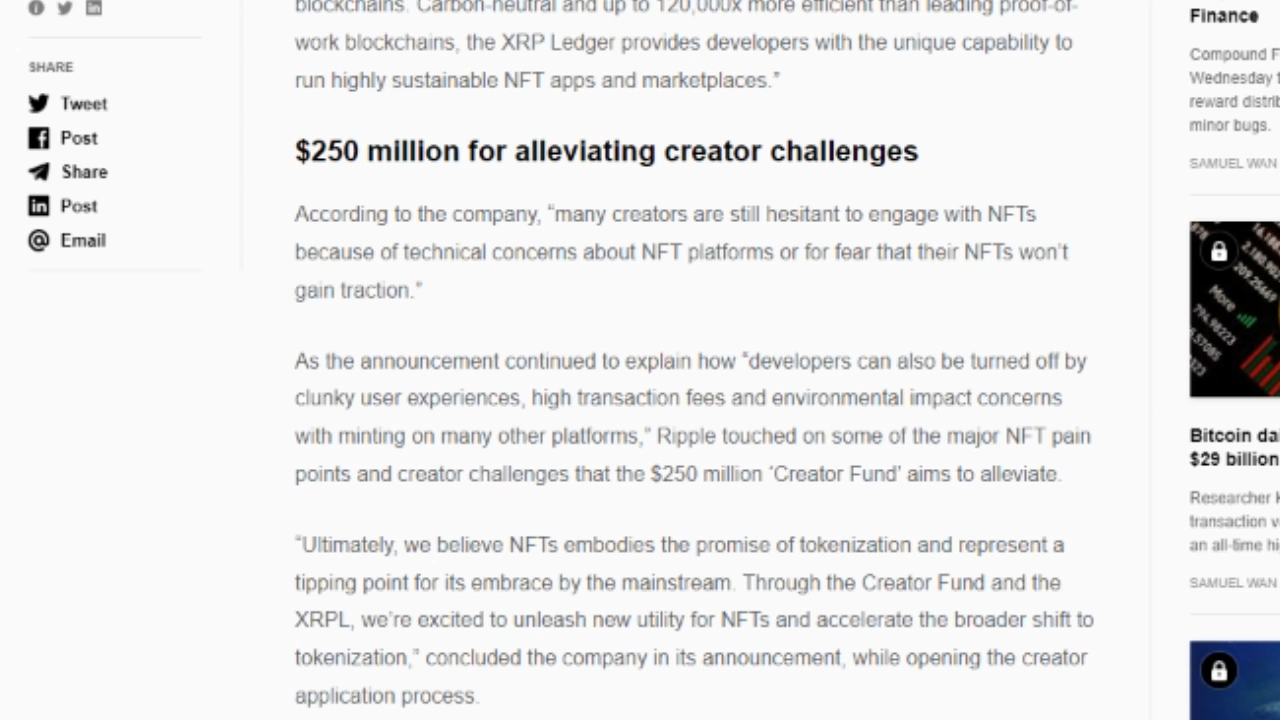 SHARE
Tweet
Post
Share
Post
Email
blockchains. Carbon-neutral and up to 120,000x more efficient than leading proof-of-
work blockchains, the XRP Ledger provides developers with the unique capability to
run highly sustainable NFT apps and marketplaces.”
$250 million for alleviating creator challenges
According to the company, “many creators are still hesitant to engage with NFTs
because of technical concerns about NFT platforms or for fear that their NFTs won’t
gain traction.”
As the announcement continued to explain how “developers can also be turned off by
clunky user experiences, high transaction fees and environmental impact concerns
with minting on many other platforms,” Ripple touched on some of the major NFT pain
points and creator challenges that the $250 million ‘Creator Fund’ aims to alleviate.
“Ultimately, we believe NFTs embodies the promise of tokenization and represent a
tipping point for its embrace by the mainstream. Through the Creator Fund and the
XRPL, we’re excited to unleash new utility for NFTs and accelerate the broader shift to
tokenization,” concluded the company in its announcement, while opening the creator
application process.
Finance
Compound F
Wednesday t
reward distrib
minor bugs.
SAMUEL WAN
More
794.98223
209.25669
Bitcoin dai
$29 billion
Researcher K
transaction v
an all-time hi
SAMUEL WAN